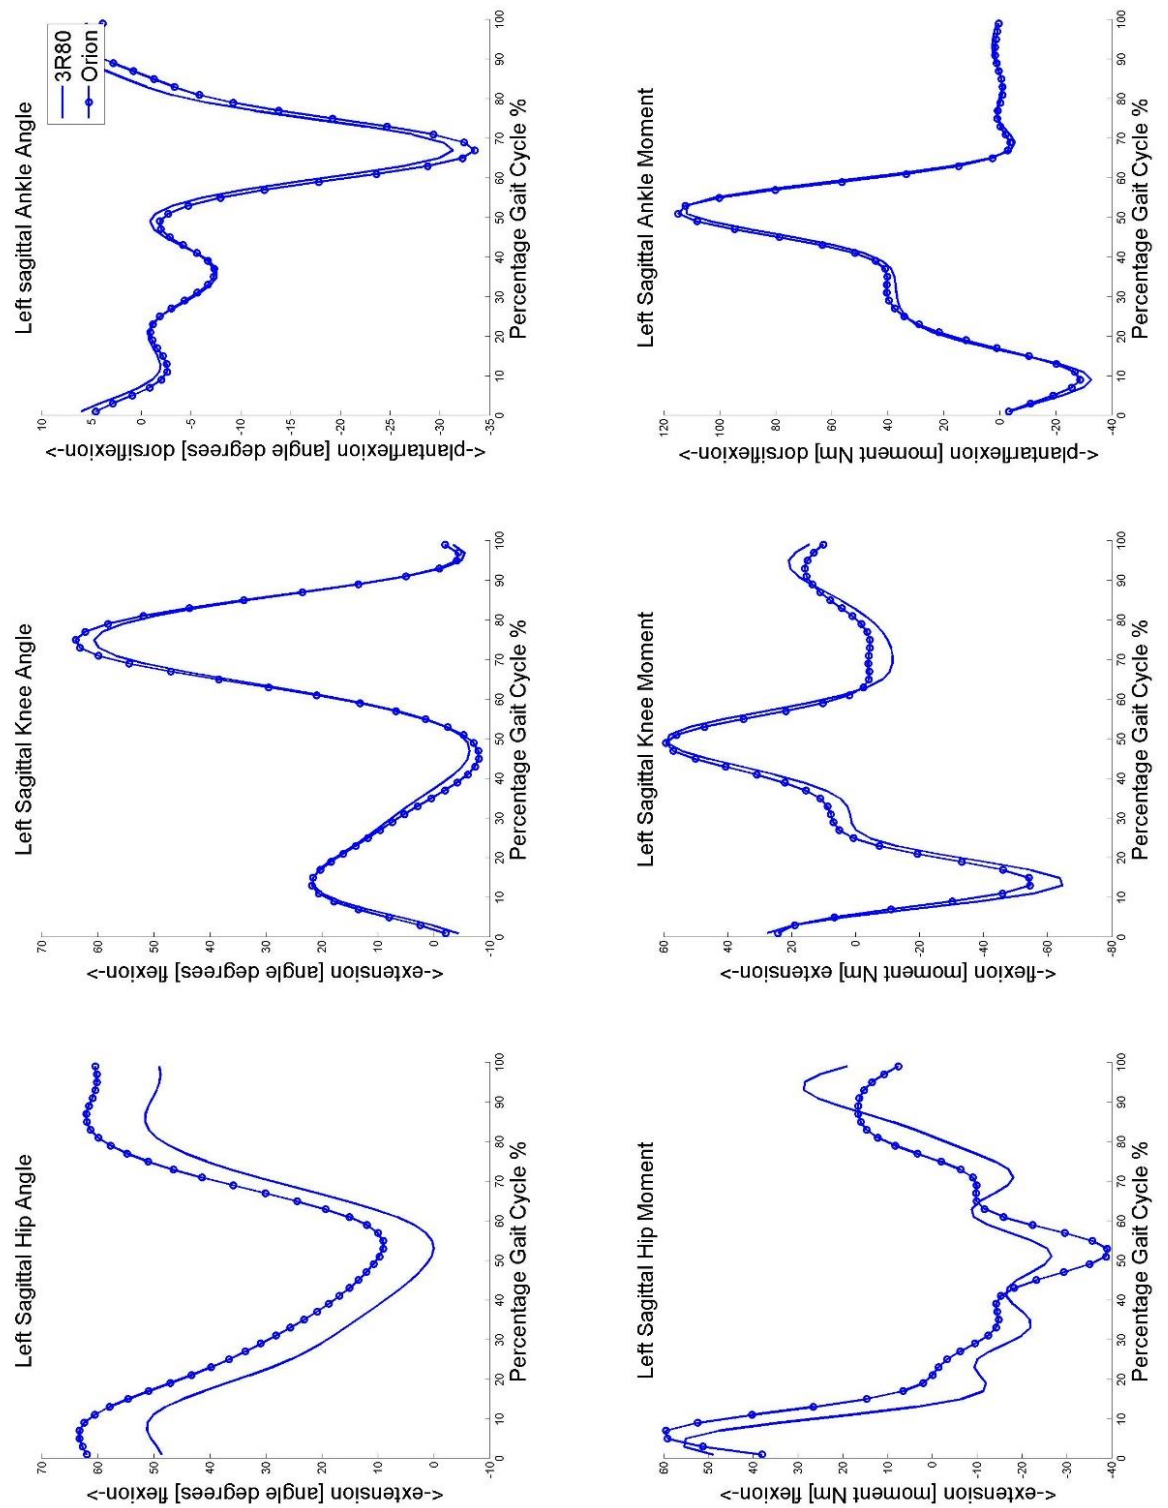 Left Sagittal Hip Angle
<-extension [angle degrees] flexion->
70
60
50
40
30
20
10
0
-10
0 10 20 30 40 50 60 70 80 90 100
Percentage Gait Cycle %
Left Sagittal Knee Angle
<-extension [angle degrees] flexion->
70
60
50
40
30
20
10
0
-10
0 10 20 30 40 50 60 70 80 90 100
Percentage Gait Cycle %
Left sagittal Ankle Angle
3R80
Orion
<-plantarflexion [angle degrees] dorsiflexion->
10
5
0
-5
-10
-15
-20
-25
-30
-35
0 10 20 30 40 50 60 70 80 90 100
Percentage Gait Cycle %
Left Sagittal Hip Moment
<-extension [moment Nm] flexion->
60
50
40
30
20
10
0
-10
-20
-30
-40
0 10 20 30 40 50 60 70 80 90 100
Percentage Gait Cycle %
Left Sagittal Knee Moment
<-flexion [moment Nm] extension->
60
40
20
0
-20
-40
-60
-80
0 10 20 30 40 50 60 70 80 90 100
Percentage Gait Cycle %
Left Sagittal Ankle Moment
<-plantarflexion [moment Nm] dorsiflexion->
120
100
80
60
40
20
0
-20
-40
0 10 20 30 40 50 60 70 80 90 100
Percentage Gait Cycle %